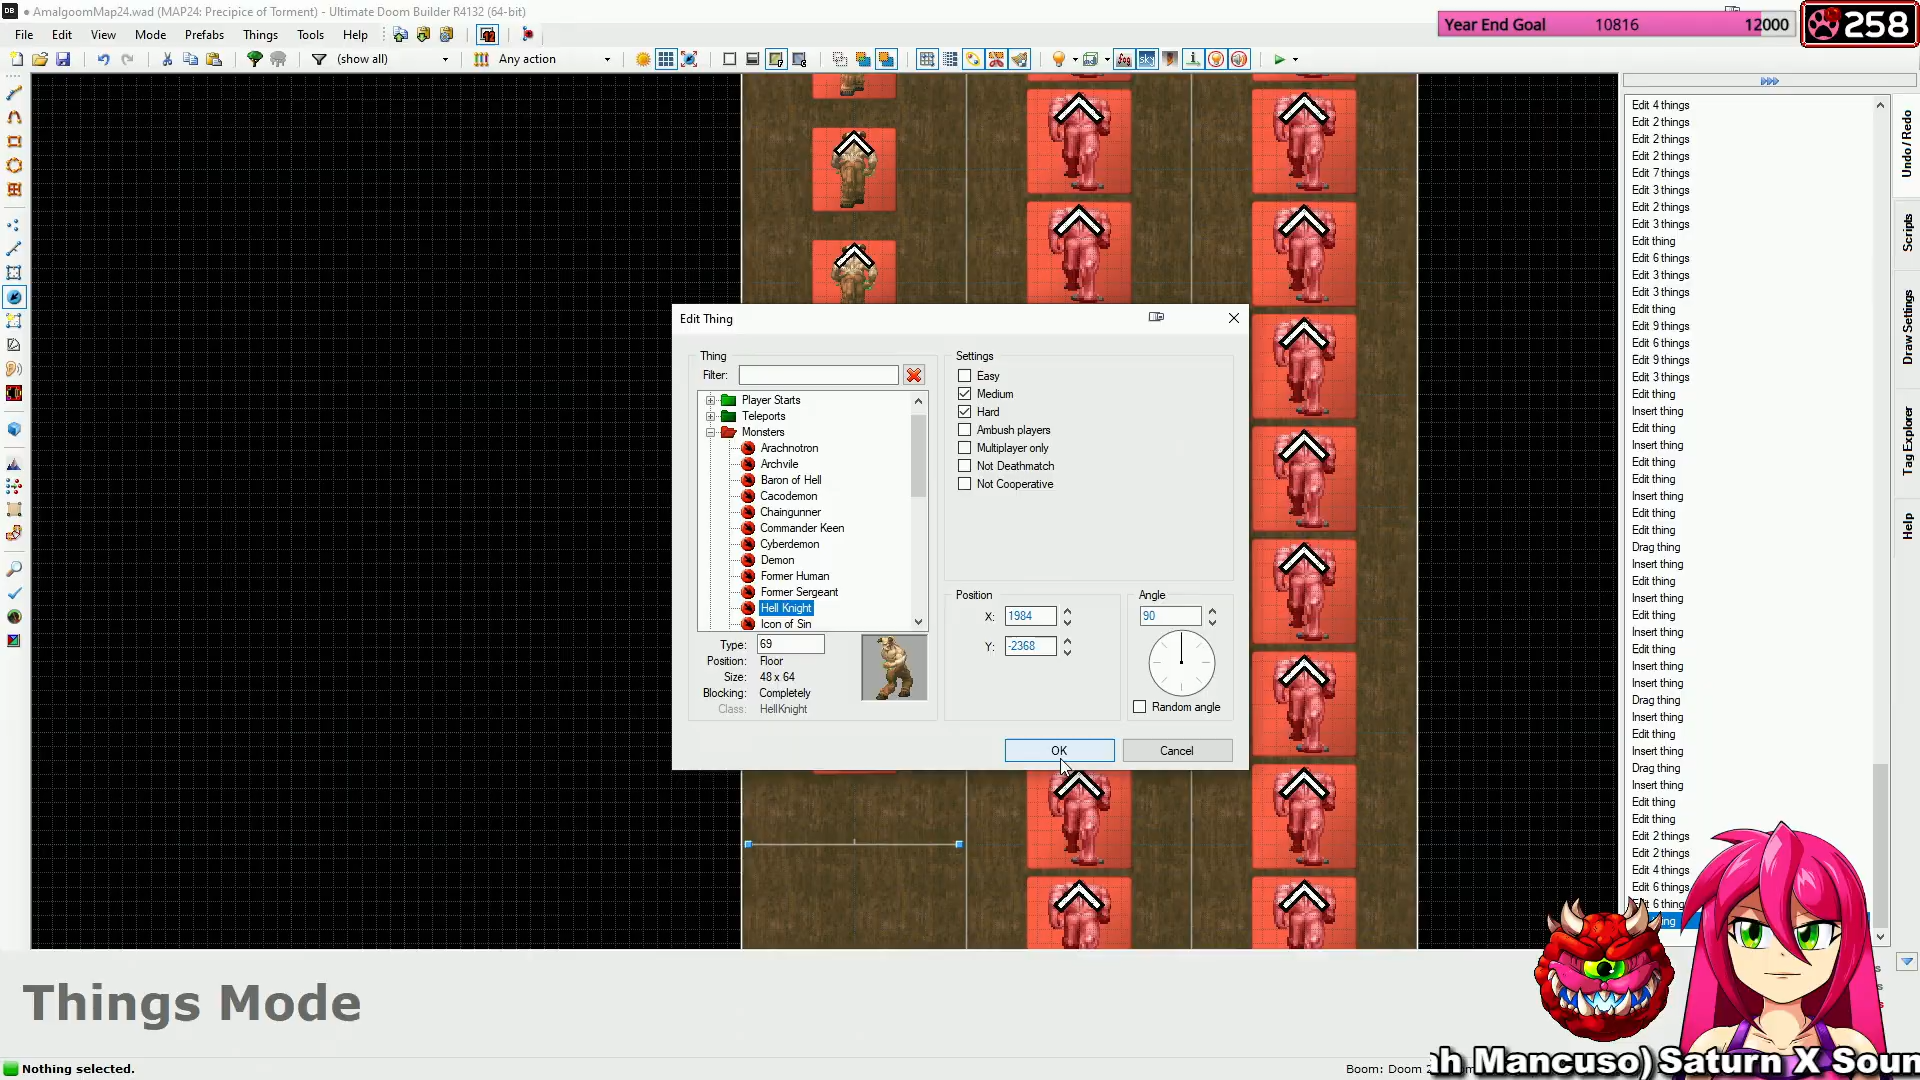 DB AmalgoomMap24.wad (MAP24: Precipice of Torment) - Ultimate Doom Builder R4132 (64-bit)
Year End Goal 10816 12000
258
File Edit View Mode Prefabs Things Tools Help
(show all)
Any action
fog
sky
Edit 4 things
Edit 2 things
Edit 2 things
Edit 2 things
Edit 7 things
Edit 3 things
Edit 2 things
Edit 3 things
Edit thing
Edit 6 things
Edit 3 things
Edit 3 things
Edit thing
Edit 9 things
Edit 6 things
Edit 9 things
Edit 3 things
Edit thing
Insert thing
Edit thing
Insert thing
Edit thing
Edit thing
Insert thing
Edit thing
Edit thing
Drag thing
Insert thing
Edit thing
Insert thing
Edit thing
Insert thing
Edit thing
Insert thing
Insert thing
Drag thing
Insert thing
Edit thing
Insert thing
Drag thing
Insert thing
Edit thing
Edit thing
Edit 2 things
Edit 2 things
Edit 4 things
Edit 6 things
Edit 6 thing
Undo / Redo
Scripts
Draw Settings
Tag Explorer
Help
Edit Thing
Thing
Filter:
Player Starts
Teleports
Monsters
Arachnotron
Archvile
Baron of Hell
Cacodemon
Chaingunner
Commander Keen
Cyberdemon
Demon
Former Human
Former Sergeant
Hell Knight
Icon of Sin
Type: 69
Position: Floor
Size: 48 x 64
Blocking: Completely
Class: HellKnight
Settings
Easy
Medium
Hard
Ambush players
Multiplayer only
Not Deathmatch
Not Cooperative
Position
X: 1984
Y: -2368
Angle
90
Random angle
OK
Cancel
Things Mode
Nothing selected.
Boom: Doom
ah Mancuso) Saturn X Soun